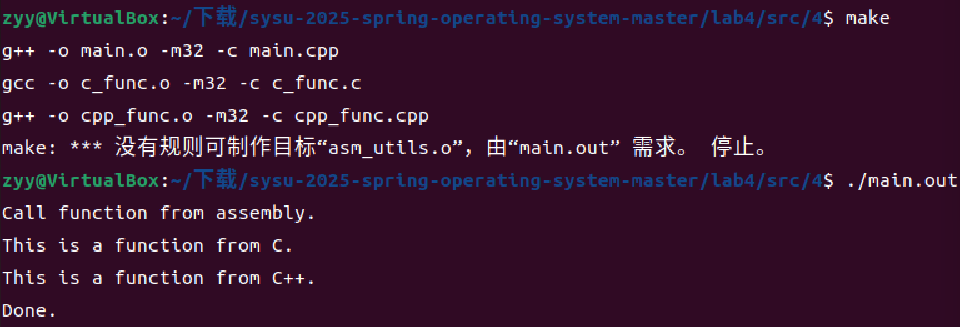 zyy@VirtualBox:~/下载/sysu-2025-spring-operating-system-master/lab4/src/4$ make
g++ -o main.o -m32 -c main.cpp
gcc -o c_func.o -m32 -c c_func.c
g++ -o cpp_func.o -m32 -c cpp_func.cpp
make: *** 没有规则可制作目标“asm_utils.o”，由“main.out” 需求。 停止。
zyy@VirtualBox:~/下载/sysu-2025-spring-operating-system-master/lab4/src/4$ ./main.out
Call function from assembly.
This is a function from C.
This is a function from C++.
Done.